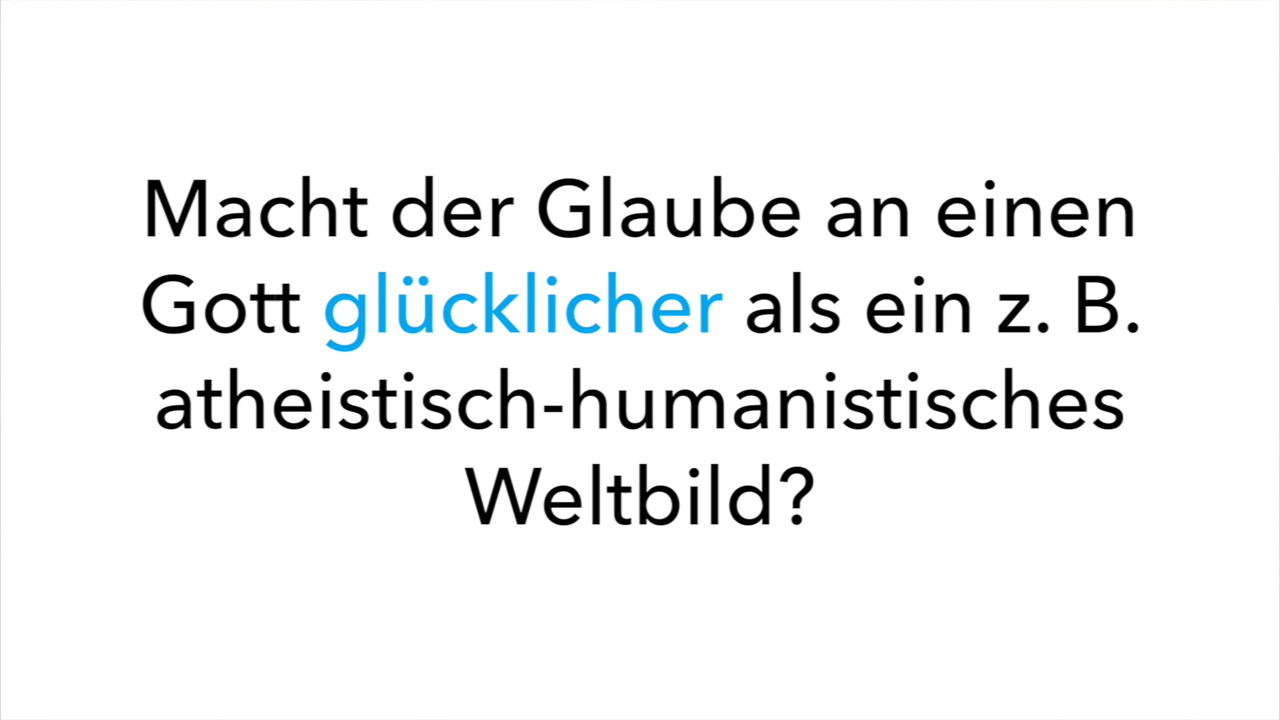 Macht der Glaube an einen
Gott glücklicher als ein z. B.
atheistisch-humanistisches
Weltbild?